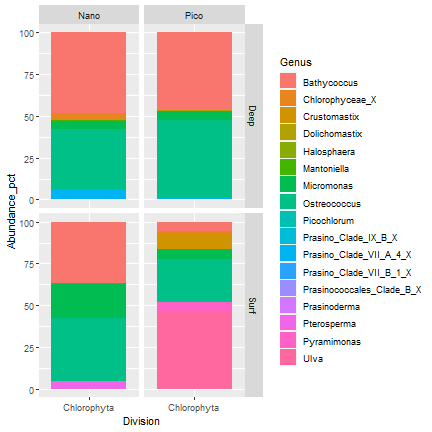 Nano
Pico
100
75
50
25
0
Deep
100
75
50
25
0
Surf
Chlorophyta
Chlorophyta
Division
Abundance_pct
Genus
Bathycoccus
Chlorophyceae_X
Crustomastix
Dolichomastix
Halosphaera
Mantoniella
Micromonas
Ostreococcus
Picochlorum
Prasino_Clade_IX_B_X
Prasino_Clade_VII_A_4_X
Prasino_Clade_VII_B_1_X
Prasinococcales_Clade_B_X
Prasinoderma
Pterosperma
Pyramimonas
Ulva